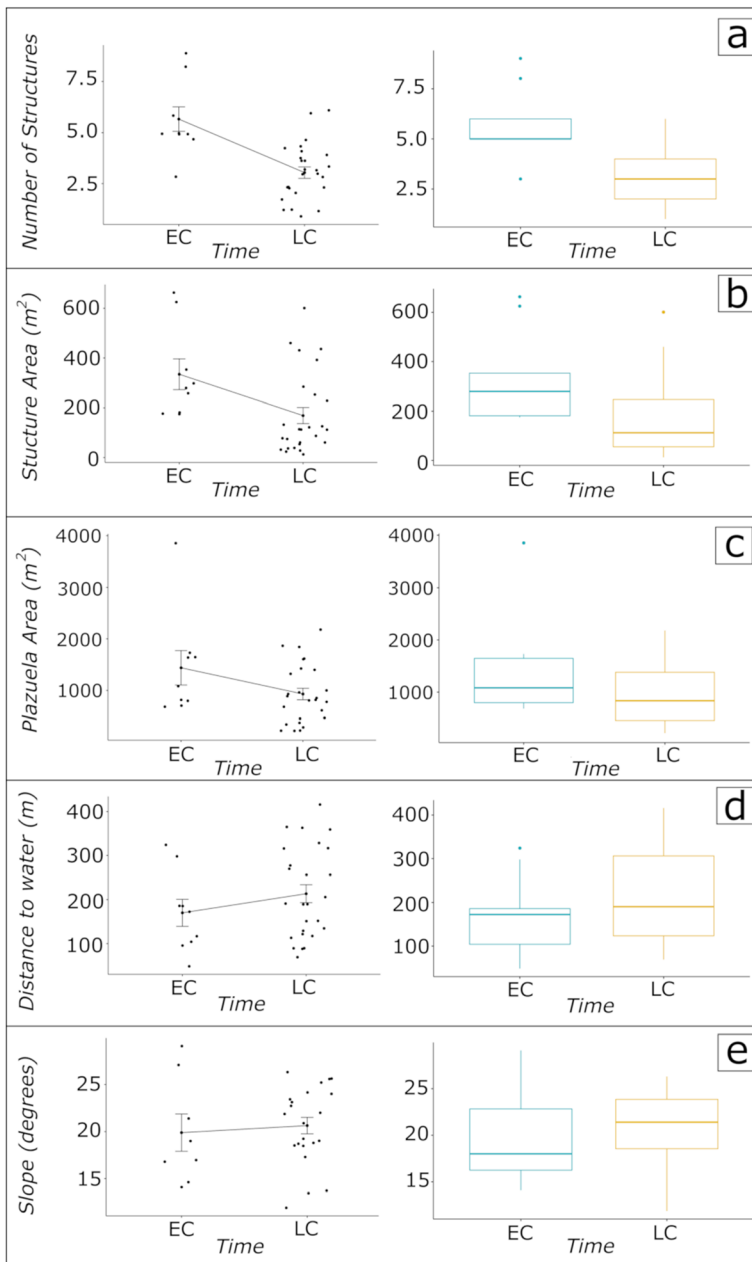 a
Number of Structures
7.5
5.0
2.5
EC
LC
Time
7.5
5.0
2.5
EC
LC
Time
b
Stucture Area (m²)
600
400
200
0
EC
LC
Time
600
400
200
0
EC
LC
Time
c
Plazuela Area (m²)
4000
3000
2000
1000
EC
LC
Time
4000
3000
2000
1000
EC
LC
Time
d
Distance to water (m)
400
300
200
100
EC
LC
Time
400
300
200
100
EC
LC
Time
e
Slope (degrees)
25
20
15
EC
LC
Time
25
20
15
EC
LC
Time